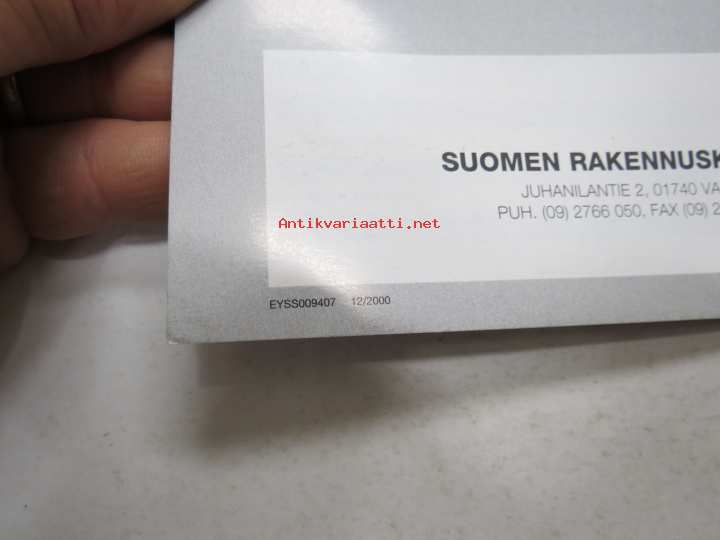 SUOMEN RAKENNUSK
JUHANILANTIE 2, 01740 VA
PUH. (09) 2766 050, FAX (09) 2
Antikvariaatti.net
EYSS009407 12/2000